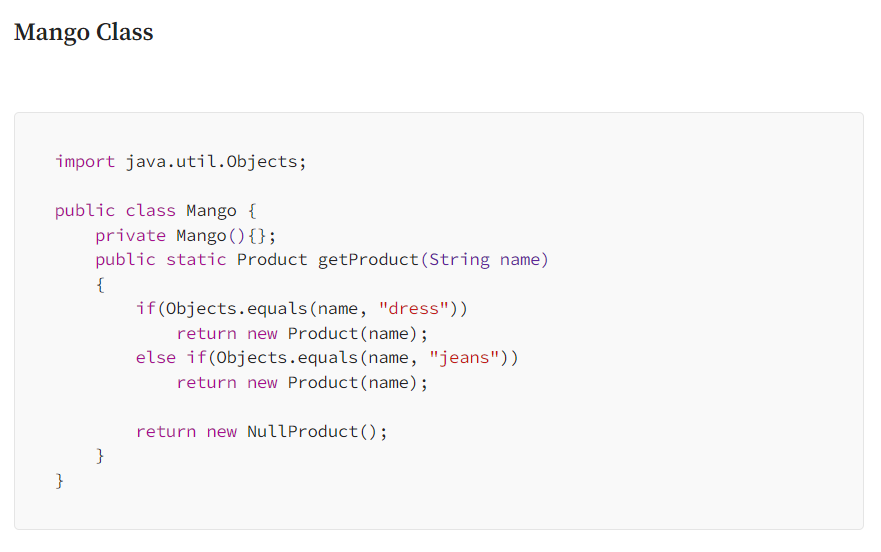 Mango Class
import java.util.Objects;
public class Mango {
    private Mango(){};
    public static Product getProduct(String name)
    {
        if(Objects.equals(name, "dress"))
            return new Product(name);
        else if(Objects.equals(name, "jeans"))
            return new Product(name);
        return new NullProduct();
    }
}